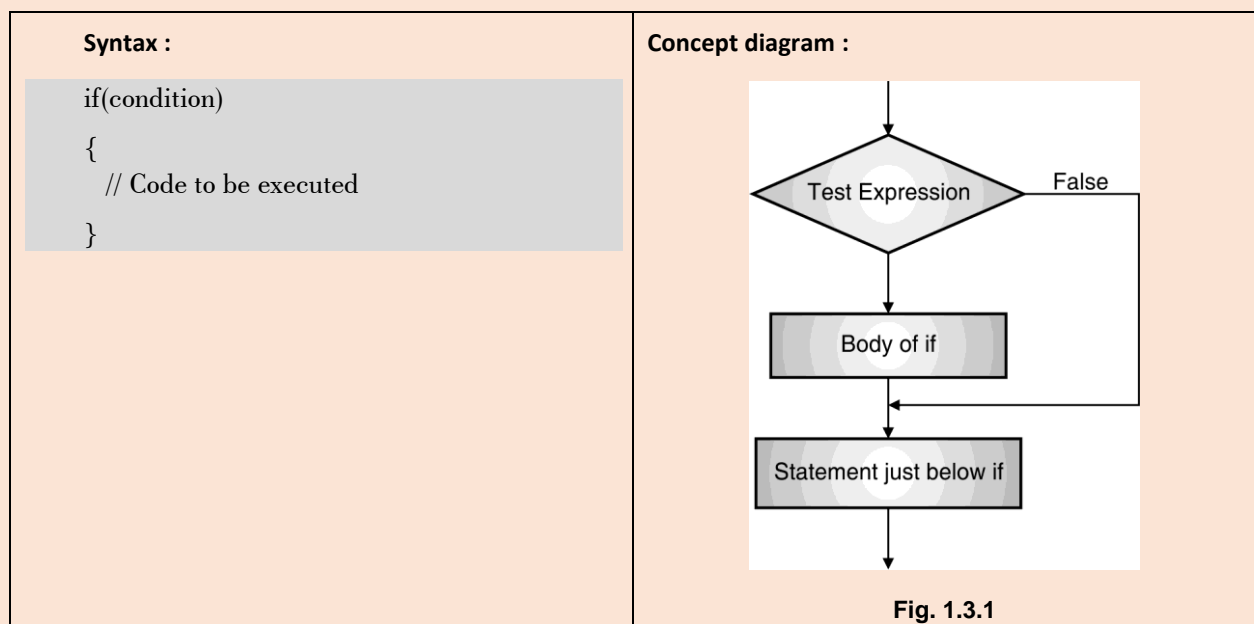 Syntax :
if(condition)
{
// Code to be executed
}
Concept diagram :
Test Expression
False
Body of if
Statement just below if
Fig. 1.3.1